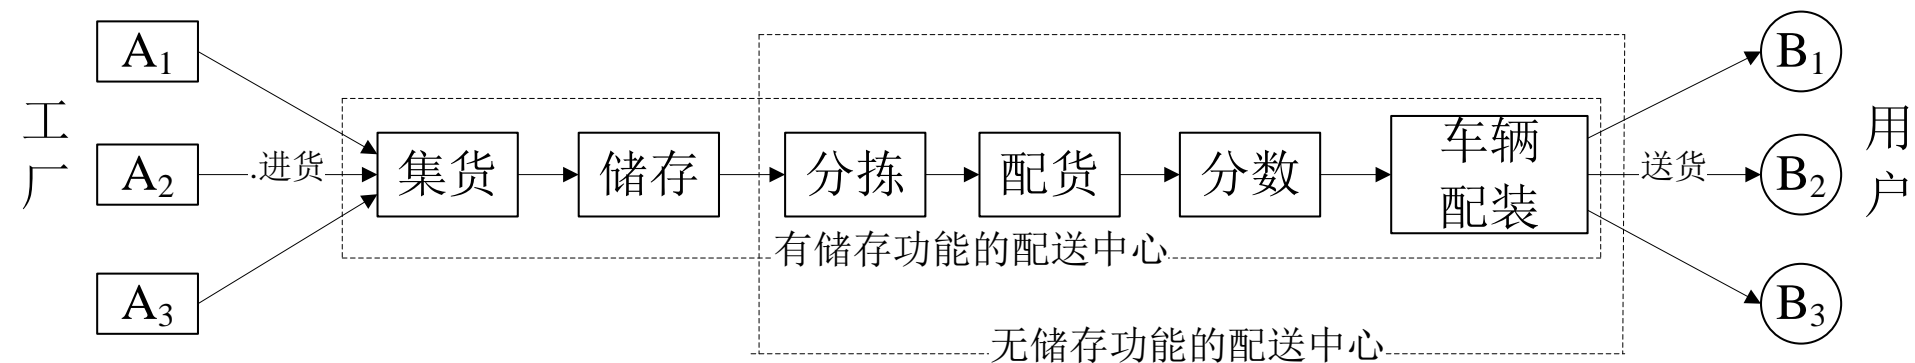 工厂
A1
A2
A3
.进货
集货
储存
分拣
配货
分数
车辆
配装
有储存功能的配送中心
无储存功能的配送中心
送货
B1
B2
B3
用户